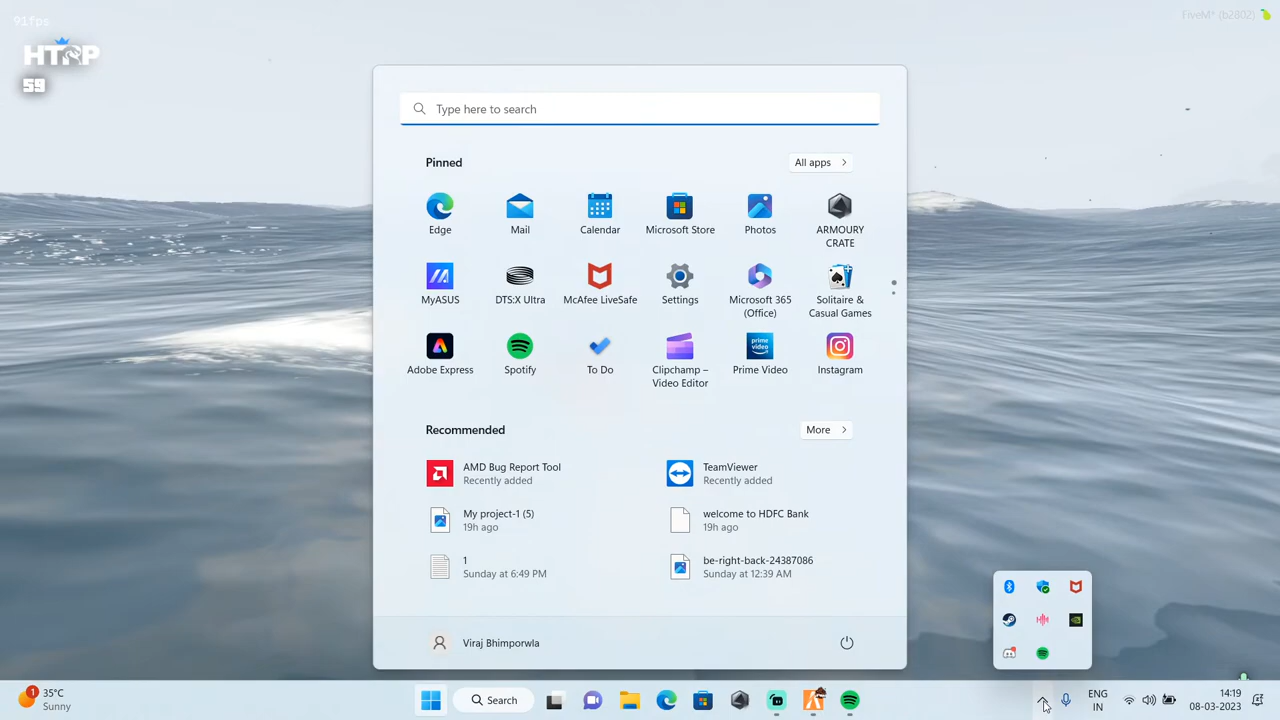 91fps
FiveM* (b2802)
HTRP
59
Type here to search
Pinned
All apps
Edge
Mail
Calendar
Microsoft Store
Photos
ARMOURY
CRATE
MyASUS
DTS:X Ultra
McAfee LiveSafe
Settings
Microsoft 365
(Office)
Solitaire &
Casual Games
Adobe Express
Spotify
To Do
Clipchamp –
Video Editor
prime video
Prime Video
Instagram
Recommended
More
AMD Bug Report Tool
Recently added
TeamViewer
Recently added
My project-1 (5)
19h ago
welcome to HDFC Bank
19h ago
1
Sunday at 6:49 PM
be-right-back-24387086
Sunday at 12:39 AM
Viraj Bhimporwla
1
35°C
Sunny
Search
ENG
IN
14:19
08-03-2023